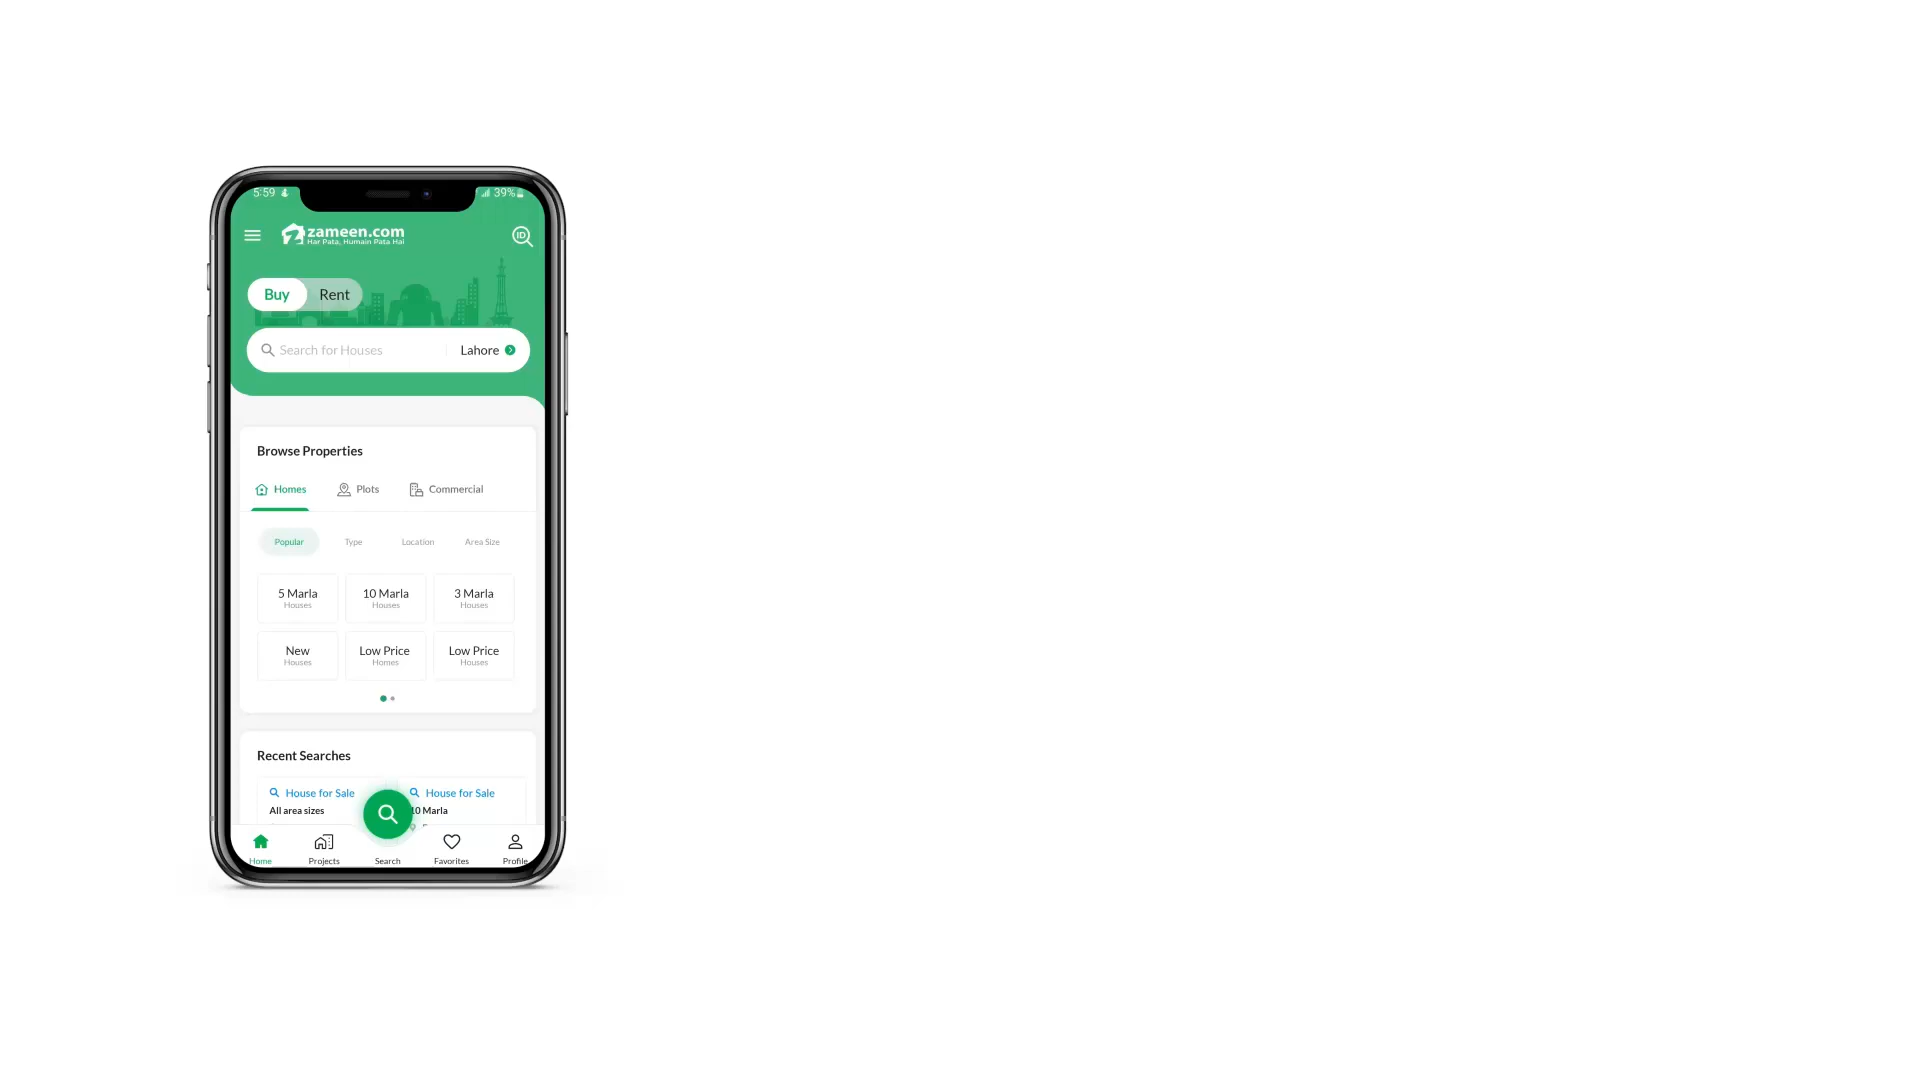 5:59
39%
zameen.com
Har Pata, Humain Pata Hai
ID
Buy Rent
Search for Houses Lahore
Browse Properties
Homes Plots Commercial
Popular Type Location Area Size
5 Marla 10 Marla 3 Marla
Houses Houses Houses
New Low Price Low Price
Houses Homes Houses
Recent Searches
House for Sale House for Sale
All area sizes 10 Marla
Home Projects Search Favorites Profile